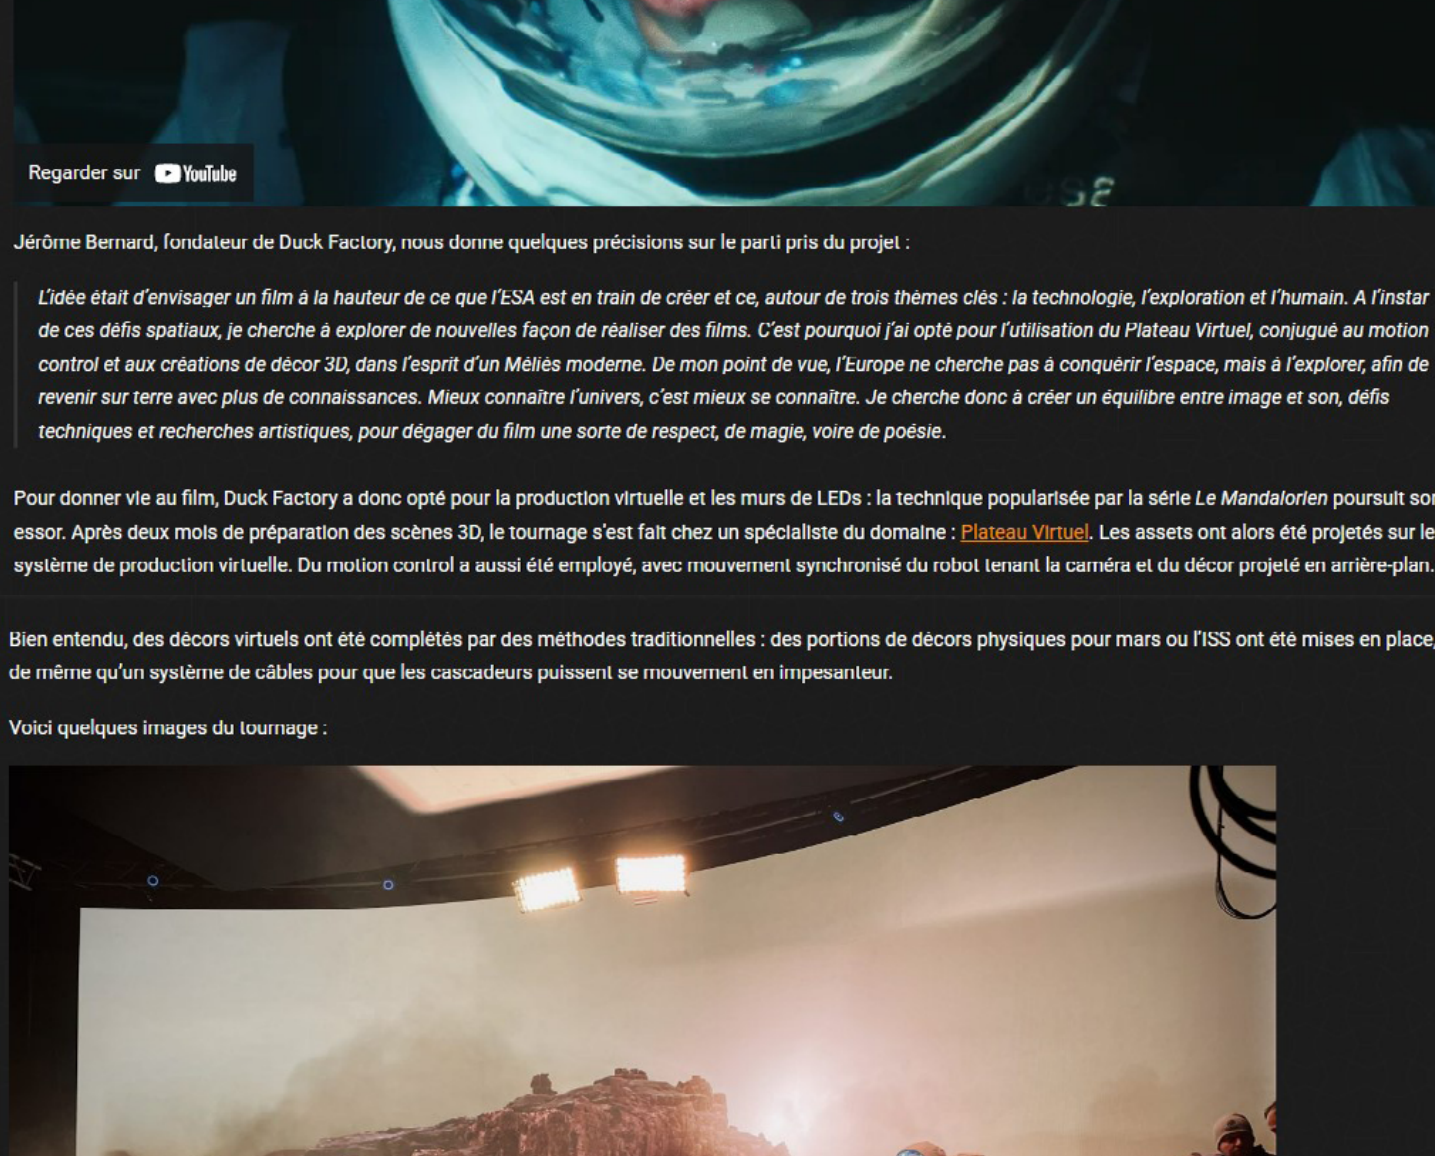 Regarder sur YouTube
Jérôme Bernard, fondateur de Duck Factory, nous donne quelques précisions sur le parti pris du projet :
L'idée était d'envisager un film à la hauteur de ce que l'ESA est en train de créer et ce, autour de trois thèmes clés : la technologie, l'exploration et l'humain. A l'instar
de ces défis spatiaux, je cherche à explorer de nouvelles façon de réaliser des films. C'est pourquoi j'ai opté pour l'utilisation du Plateau Virtuel, conjugué au motion
control et aux créations de décor 3D, dans l'esprit d'un Méliès moderne. De mon point de vue, l'Europe ne cherche pas à conquérir l'espace, mais à l'explorer, afin de
revenir sur terre avec plus de connaissances. Mieux connaître l'univers, c'est mieux se connaître. Je cherche donc à créer un équilibre entre image et son, défis
techniques et recherches artistiques, pour dégager du film une sorte de respect, de magie, voire de poésie.
Pour donner vie au film, Duck Factory a donc opté pour la production virtuelle et les murs de LEDs : la technique popularisée par la série Le Mandalorien poursuit son
essor. Après deux mois de préparation des scènes 3D, le tournage s'est fait chez un spécialiste du domaine : Plateau Virtuel. Les assets ont alors été projetés sur le
système de production virtuelle. Du motion control a aussi été employé, avec mouvement synchronisé du robot tenant la caméra et du décor projeté en arrière-plan.
Bien entendu, des décors virtuels ont été complétés par des méthodes traditionnelles : des portions de décors physiques pour mars ou l'ISS ont été mises en place,
de même qu'un système de câbles pour que les cascadeurs puissent se mouvement en impesanteur.
Voici quelques images du tournage :